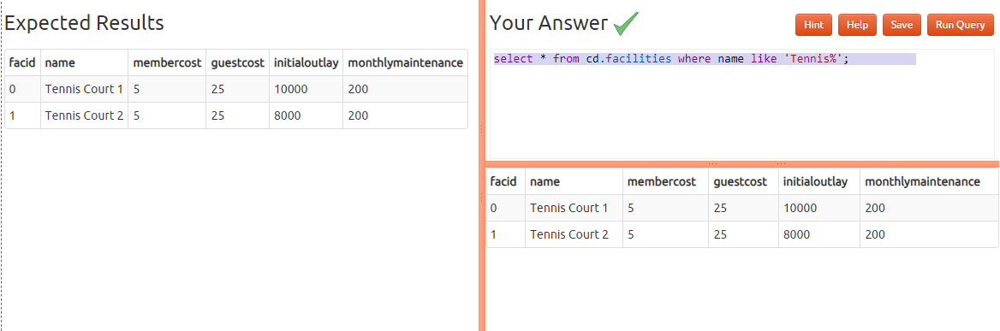 Expected Results
facid name membercost guestcost initialoutlay monthlymaintenance
0 Tennis Court 1 5 25 10000 200
1 Tennis Court 2 5 25 8000 200
Your Answer
Hint Help Save Run Query
select * from cd.facilities where name like 'Tennis%';
facid name membercost guestcost initialoutlay monthlymaintenance
0 Tennis Court 1 5 25 10000 200
1 Tennis Court 2 5 25 8000 200